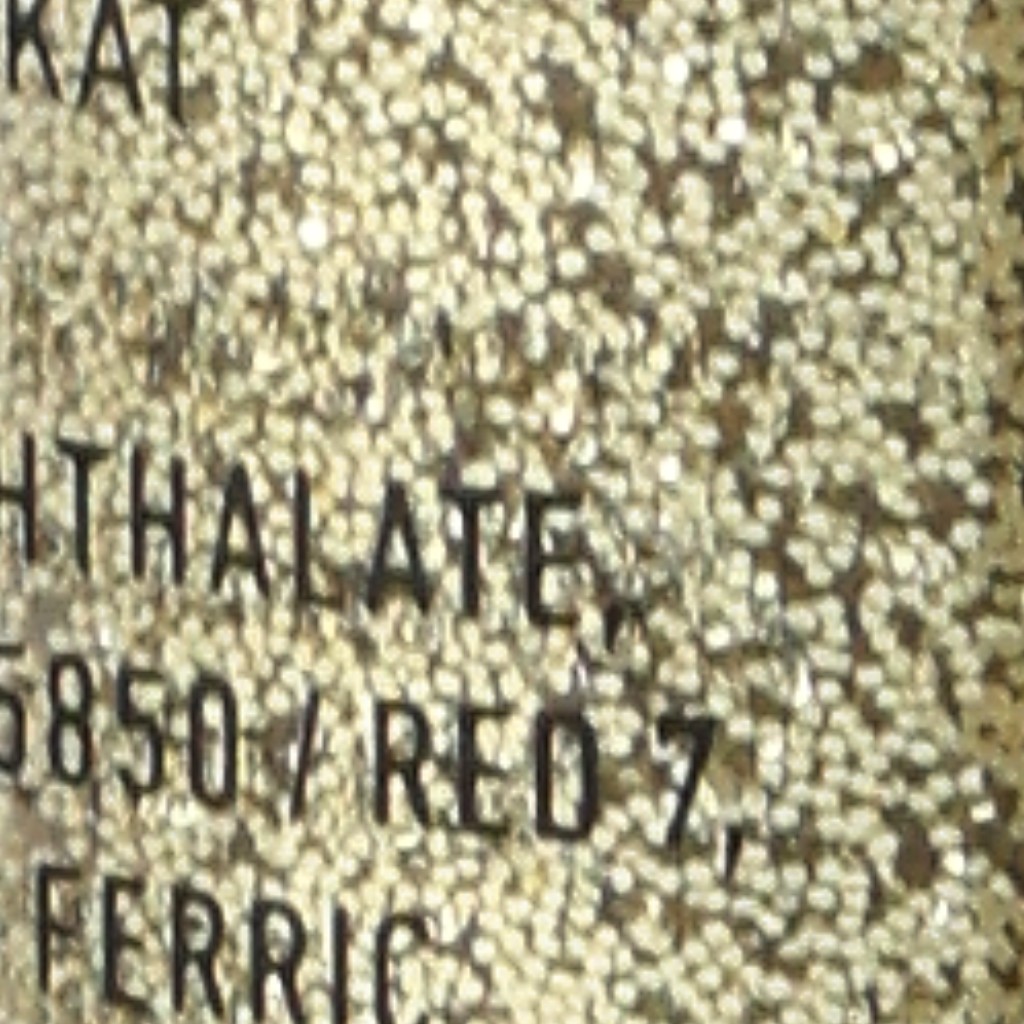 KAT
HTHALATE,
5850 / RED 7,
FERRIC